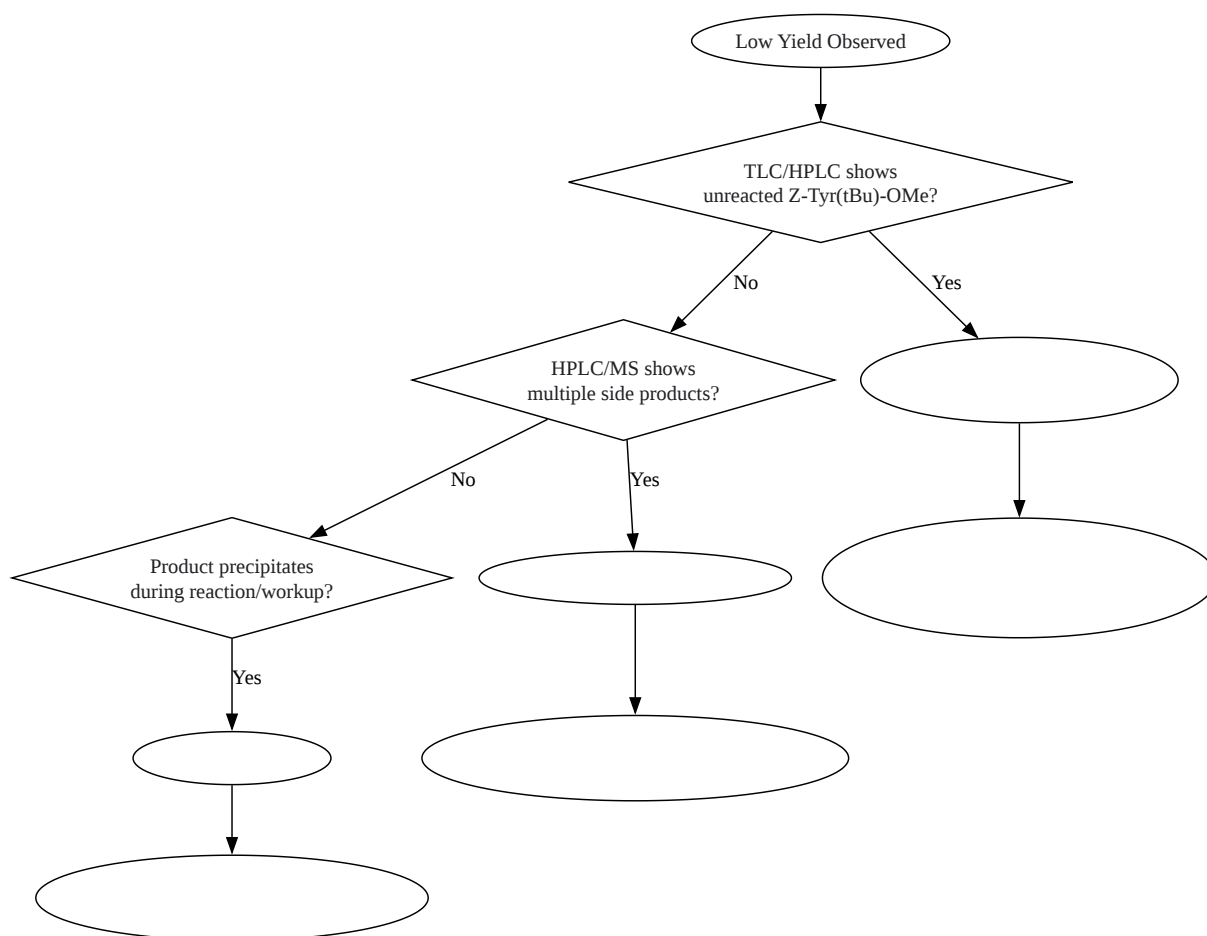 Low Yield Observed
TLC/HPLC shows
unreacted Z-Tyr(tBu)-OMe?
No
Yes
HPLC/MS shows
multiple side products?
No
Yes
Product precipitates
during reaction/workup?
Yes